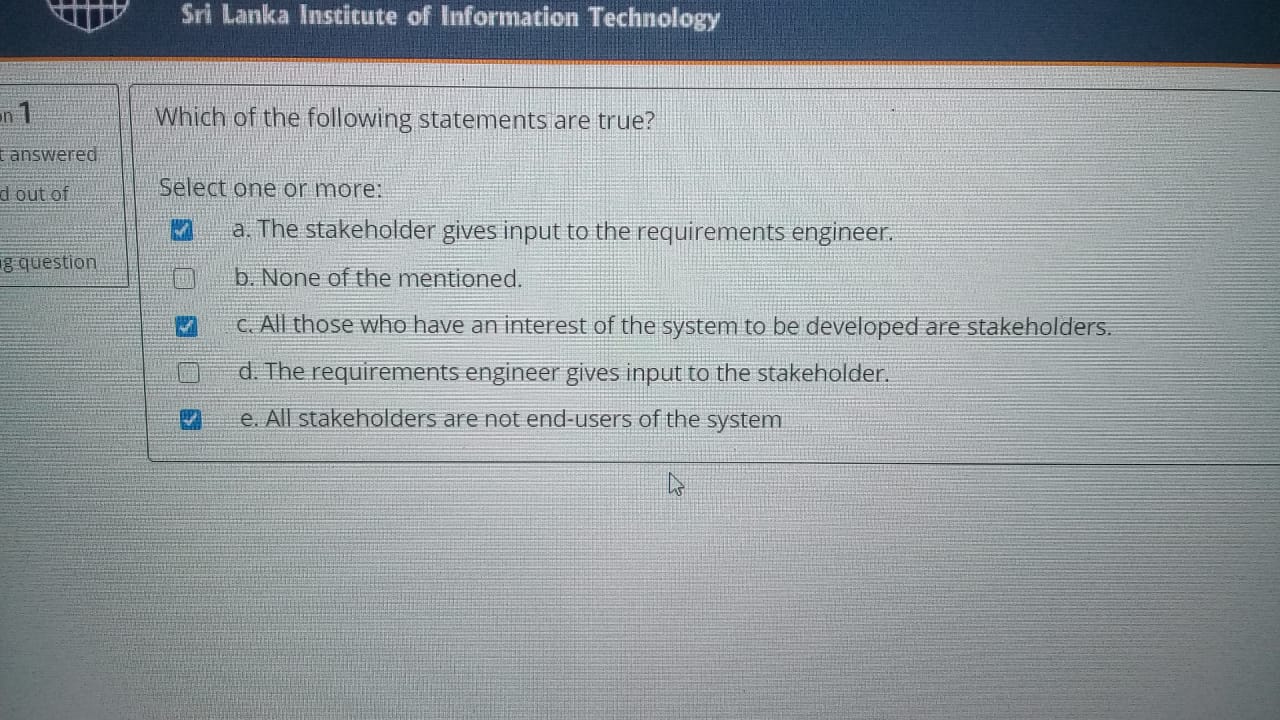 Sri Lanka Institute of Information Technology
1
answered
d out of
question
Which of the following statements are true?
Select one or more:
a. The stakeholder gives input to the requirements engineer.
b. None of the mentioned.
c. All those who have an interest of the system to be developed are stakeholders.
d. The requirements engineer gives input to the stakeholder.
e. All stakeholders are not end-users of the system